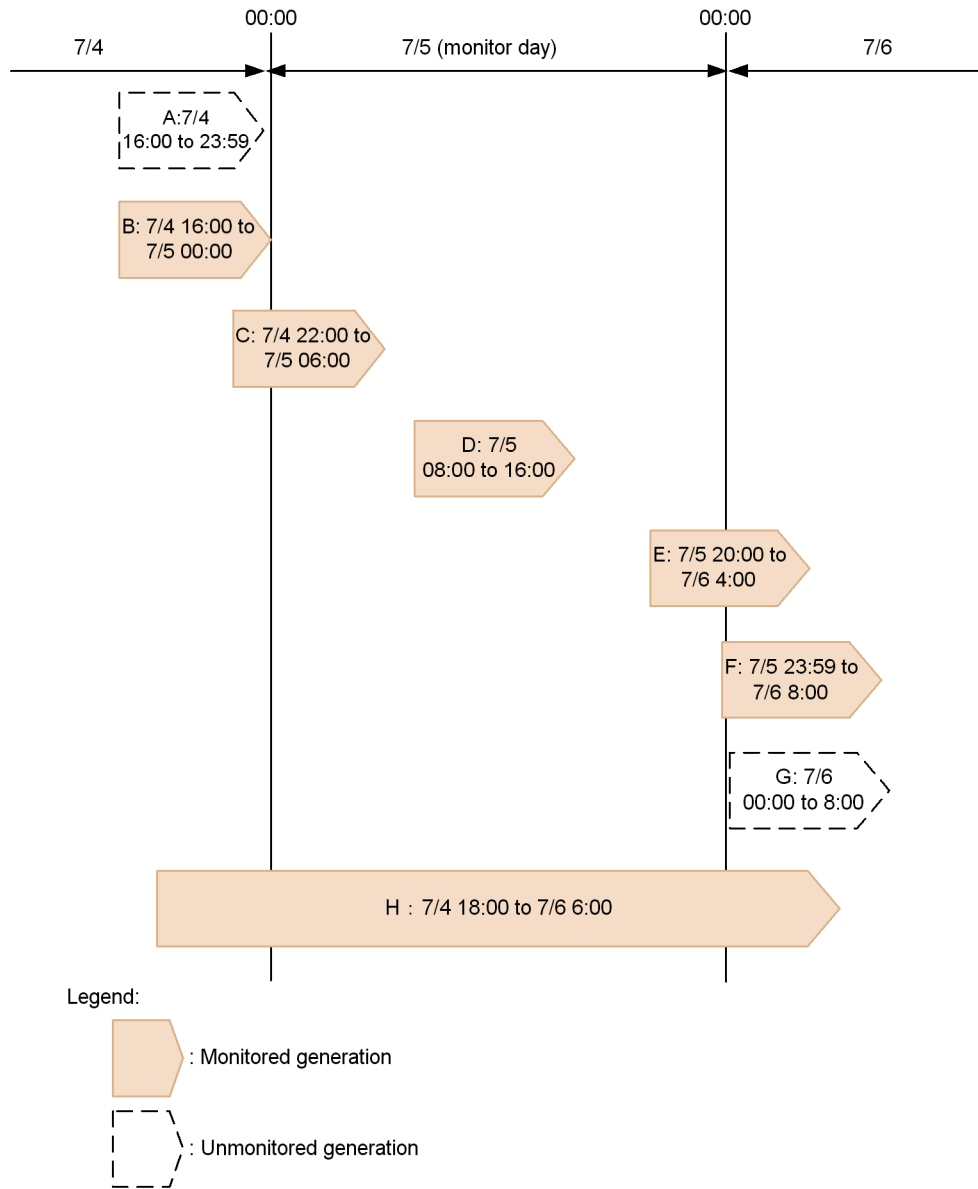 00:00 00:00
7/4 7/5 (monitor day) 7/6
A:7/4
16:00 to 23:59
B: 7/4 16:00 to
7/5 00:00
C: 7/4 22:00 to
7/5 06:00
D: 7/5
08:00 to 16:00
E: 7/5 20:00 to
7/6 4:00
F: 7/5 23:59 to
7/6 8:00
G: 7/6
00:00 to 8:00
H : 7/4 18:00 to 7/6 6:00
Legend:
: Monitored generation
: Unmonitored generation